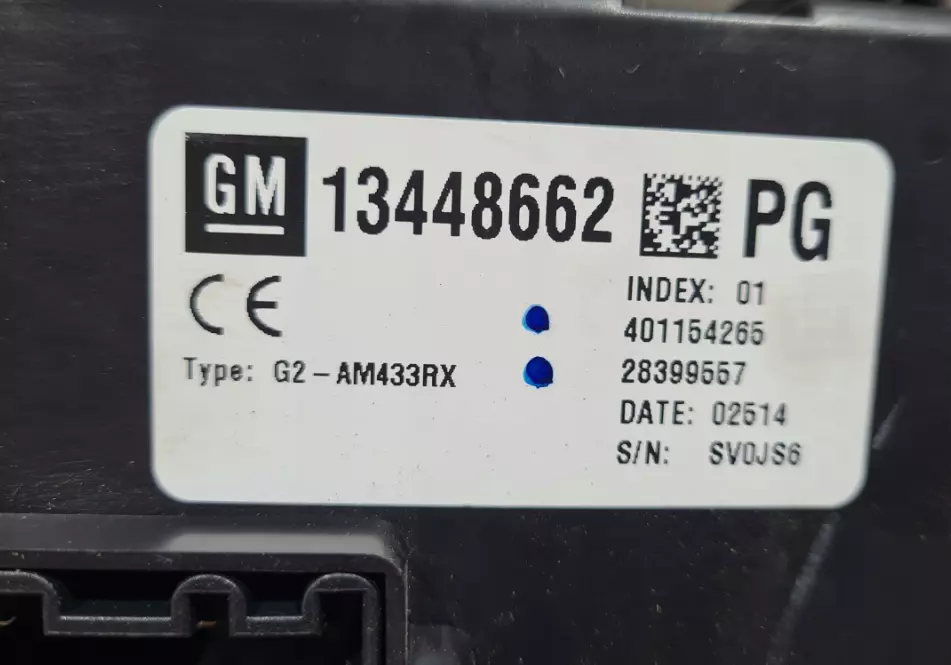 GM 13448662 PG
CE
INDEX: 01
401154265
Type: G2-AM433RX
28399557
DATE: 02514
S/N: SV0JS6